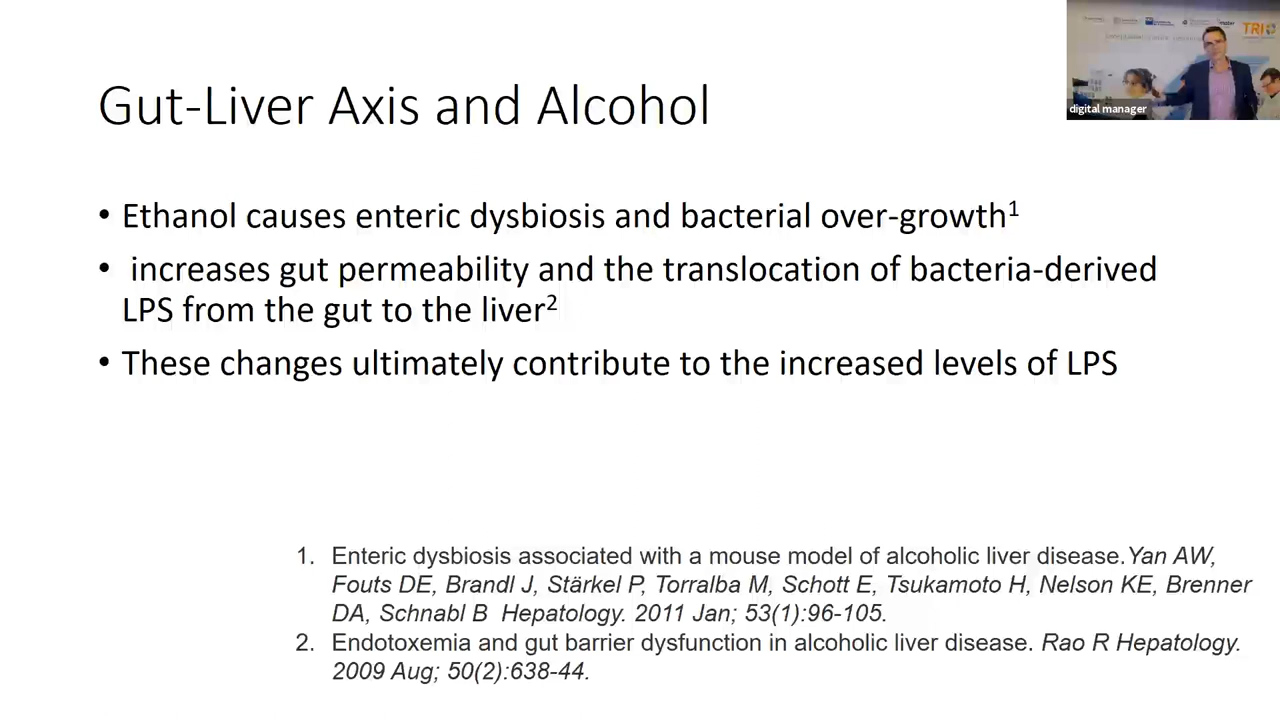 Gut-Liver Axis and Alcohol
TRI
digital manager
• Ethanol causes enteric dysbiosis and bacterial over-growth¹
• increases gut permeability and the translocation of bacteria-derived
LPS from the gut to the liver²
• These changes ultimately contribute to the increased levels of LPS
1. Enteric dysbiosis associated with a mouse model of alcoholic liver disease. Yan AW,
Fouts DE, Brandl J, Stärkel P, Torralba M, Schott E, Tsukamoto H, Nelson KE, Brenner
DA, Schnabl B Hepatology. 2011 Jan; 53(1):96-105.
2. Endotoxemia and gut barrier dysfunction in alcoholic liver disease. Rao R Hepatology.
2009 Aug; 50(2):638-44.